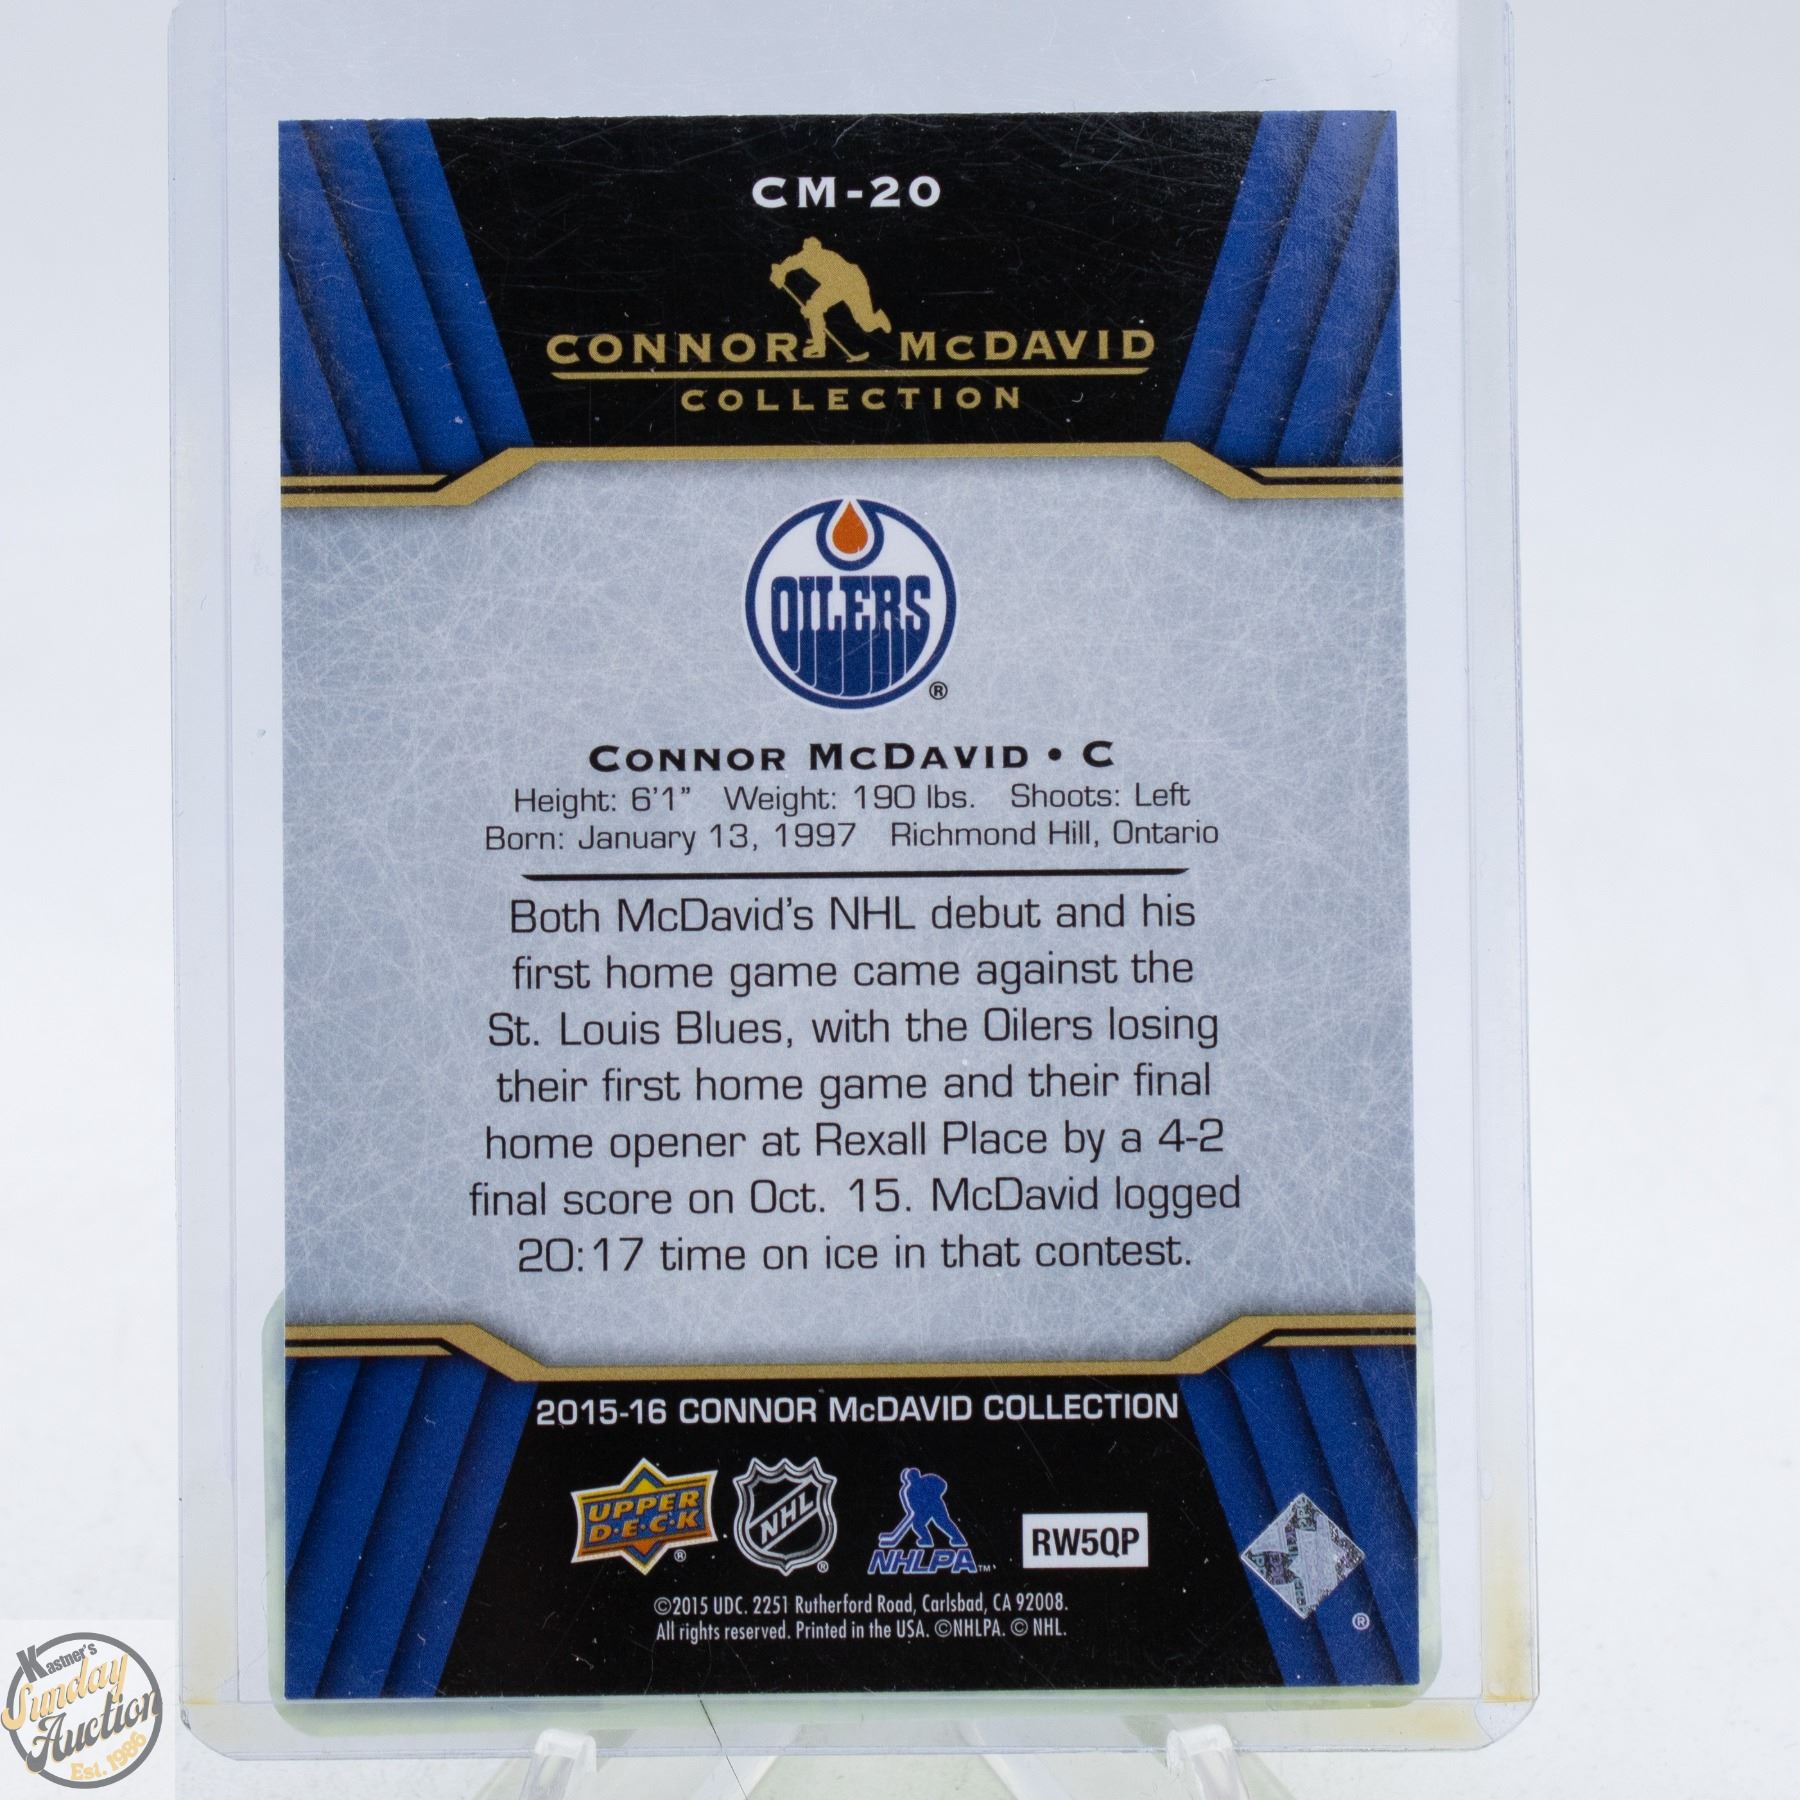 CM-20
CONNOR McDAVID
COLLECTION
OILERS
®
CONNOR McDAVID • C
Height: 6'1" Weight: 190 lbs. Shoots: Left
Born: January 13, 1997 Richmond Hill, Ontario
Both McDavid's NHL debut and his
first home game came against the
St. Louis Blues, with the Oilers losing
their first home game and their final
home opener at Rexall Place by a 4-2
final score on Oct. 15. McDavid logged
20:17 time on ice in that contest.
2015-16 CONNOR McDAVID COLLECTION
UPPER
D·E·C·K
®
NHL
®
NHLPA™
RW5QP
®
©2015 UDC. 2251 Rutherford Road, Carlsbad, CA 92008.
All rights reserved. Printed in the USA. ©NHLPA. © NHL.
Kastner's
Sunday
Auction
Est. 1986